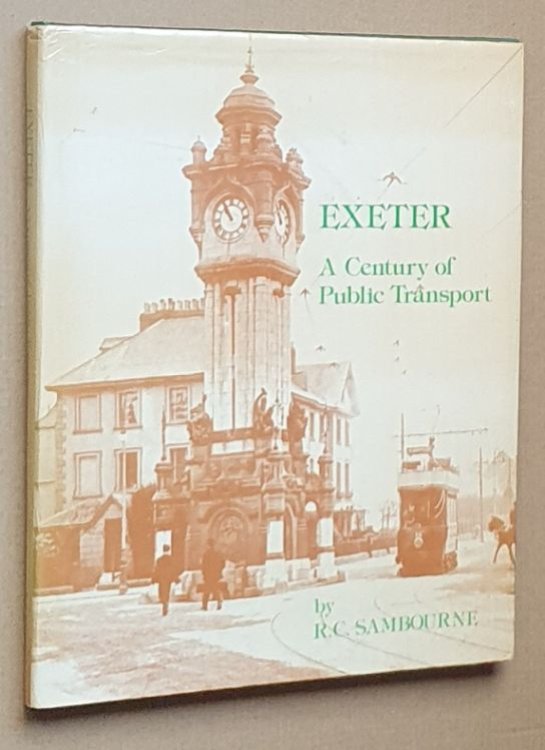 EXETER
A Century of
Public Transport
by
R.C. SAMBOURNE